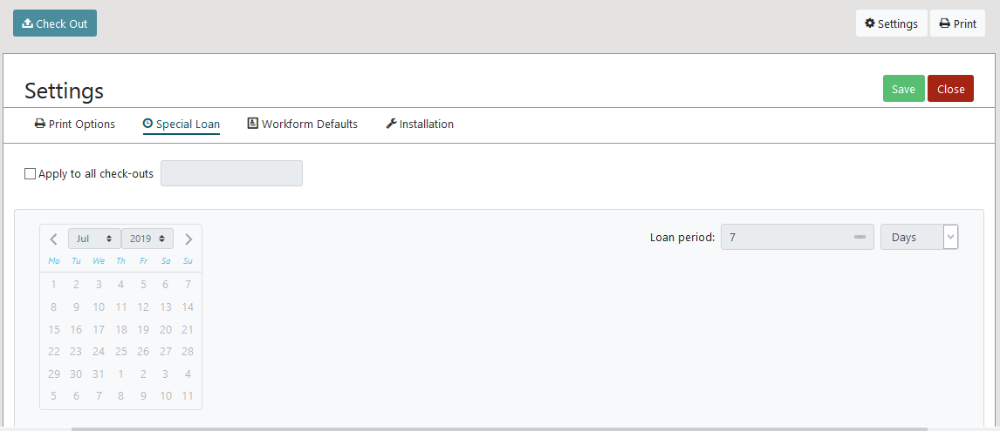 Check Out Settings Print
Settings Save Close
Print Options Special Loan Workform Defaults Installation
Apply to all check-outs
Jul 2019 Loan period: 7 Days
Mo Tu We Th Fr Sa Su
1 2 3 4 5 6 7
8 9 10 11 12 13 14
15 16 17 18 19 20 21
22 23 24 25 26 27 28
29 30 31 1 2 3 4
5 6 7 8 9 10 11